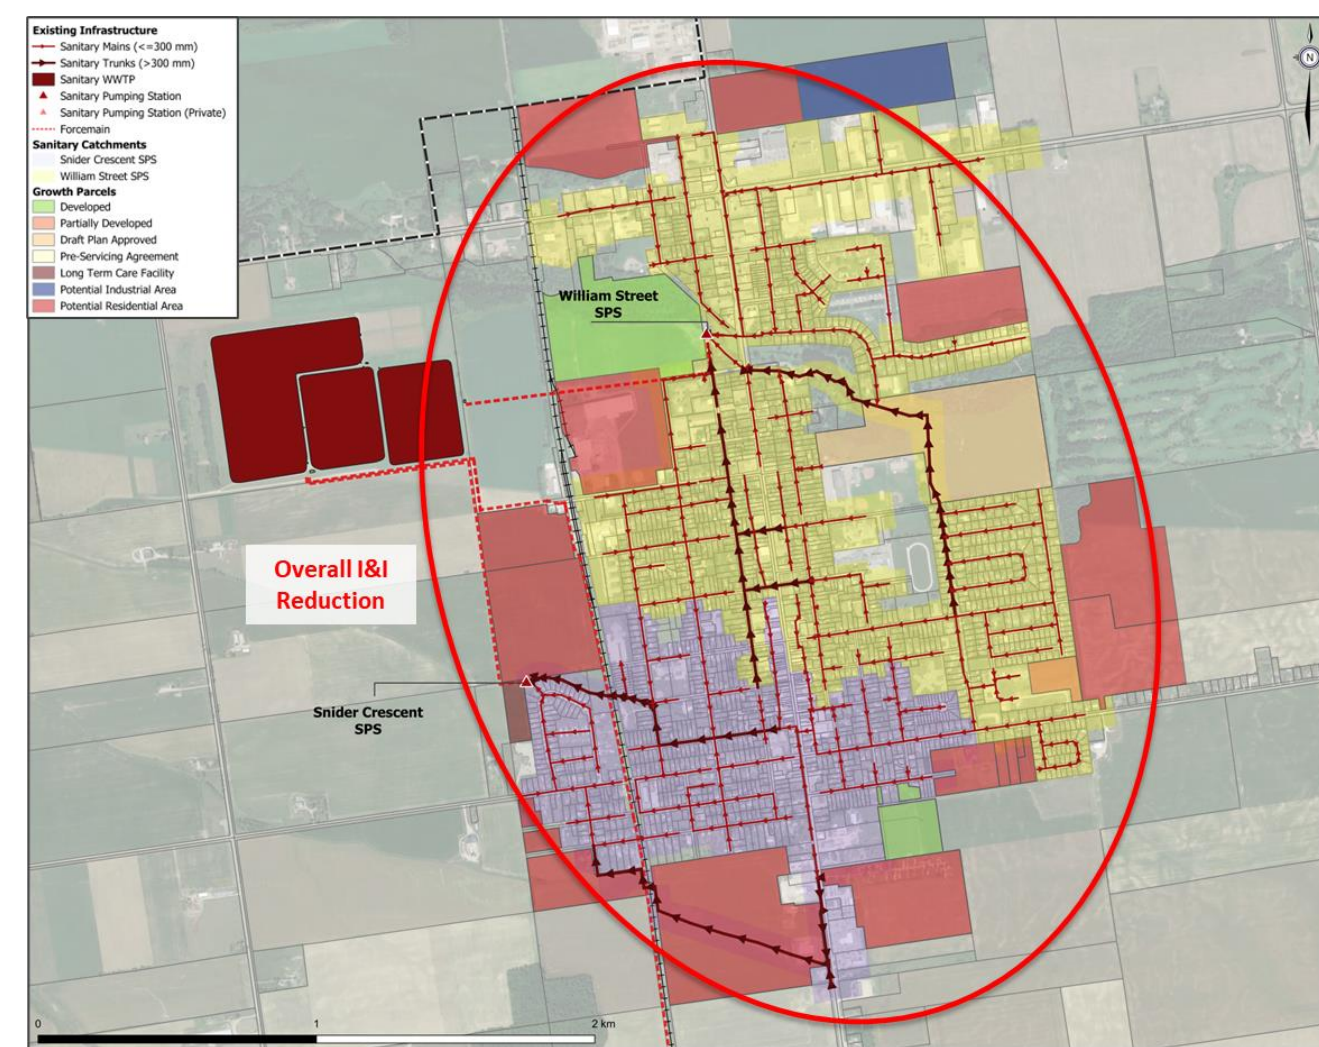 Existing Infrastructure
Sanitary Mains (<=300 mm)
Sanitary Trunks (>300 mm)
Sanitary WWTP
Sanitary Pumping Station
Sanitary Pumping Station (Private)
Forcemain
Sanitary Catchments
Snider Crescent SPS
William Street SPS
Growth Parcels
Developed
Partially Developed
Draft Plan Approved
Pre-Servicing Agreement
Long Term Care Facility
Potential Industrial Area
Potential Residential Area
N
William Street
SPS
Overall I&I
Reduction
Snider Crescent
SPS
0
1
2 km